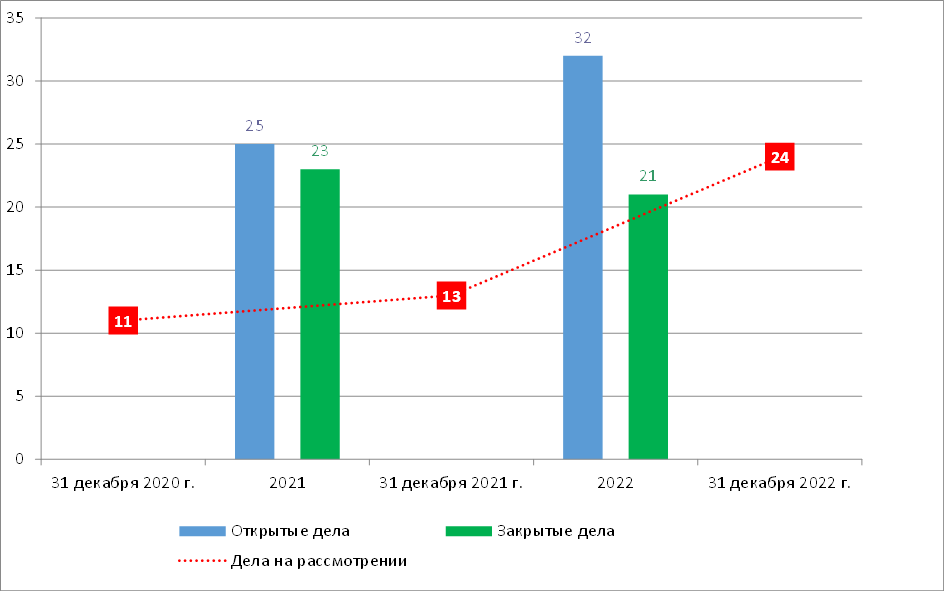 35
32
30
25
25
24
23
21
20
15
13
11
10
5
0
31 декабря 2020 г.
2021
31 декабря 2021 г.
2022
31 декабря 2022 г.
Открытые дела
Закрытые дела
Дела на рассмотрении